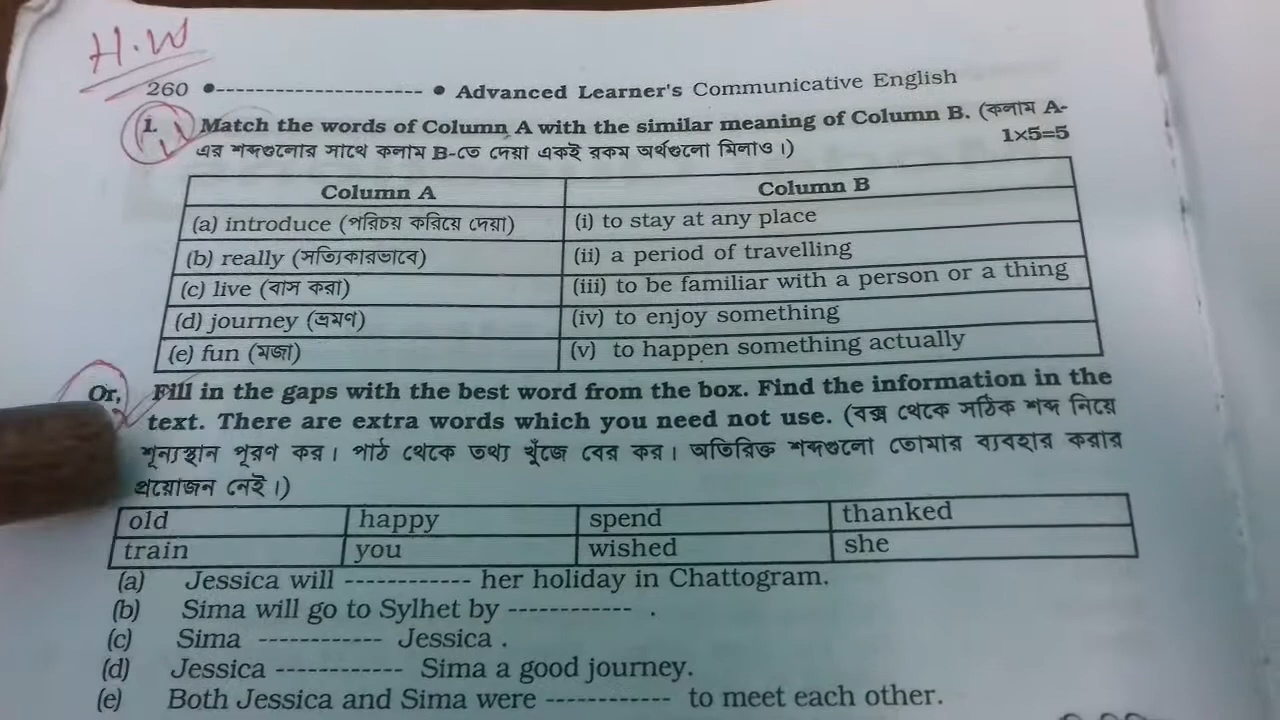 H.W
260 •--------------------- • Advanced Learner's Communicative English
1. Match the words of Column A with the similar meaning of Column B. (কলাম A-
এর শব্দগুলোর সাথে কলাম B-তে দেয়া একই রকম অর্থগুলো মিলাও।) 1×5=5
Column A Column B
(a) introduce (পরিচয় করিয়ে দেয়া) (i) to stay at any place
(b) really (সত্যিকারভাবে) (ii) a period of travelling
(c) live (বাস করা) (iii) to be familiar with a person or a thing
(d) journey (ভ্রমণ) (iv) to enjoy something
(e) fun (মজা) (v) to happen something actually
Or, Fill in the gaps with the best word from the box. Find the information in the
text. There are extra words which you need not use. (বক্স থেকে সঠিক শব্দ নিয়ে
শূন্যস্থান পূরণ কর। পাঠ থেকে তথ্য খুঁজে বের কর। অতিরিক্ত শব্দগুলো তোমার ব্যবহার করার
প্রয়োজন নেই।)
old happy spend thanked
train you wished she
(a) Jessica will ------------ her holiday in Chattogram.
(b) Sima will go to Sylhet by ------------ .
(c) Sima ------------ Jessica .
(d) Jessica ------------ Sima a good journey.
(e) Both Jessica and Sima were ------------ to meet each other.